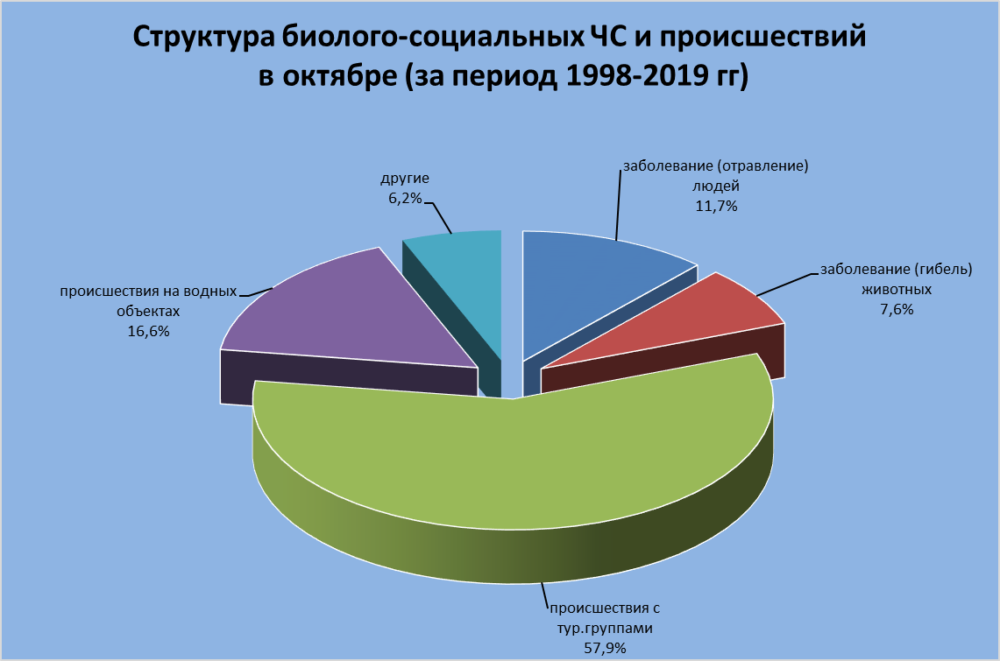 Структура биолого-социальных ЧС и происшествий
в октябре (за период 1998-2019 гг)
заболевание (отравление)
людей
11,7%
другие
6,2%
заболевание (гибель)
животных
7,6%
происшествия на водных
объектах
16,6%
происшествия с
тур.группами
57,9%